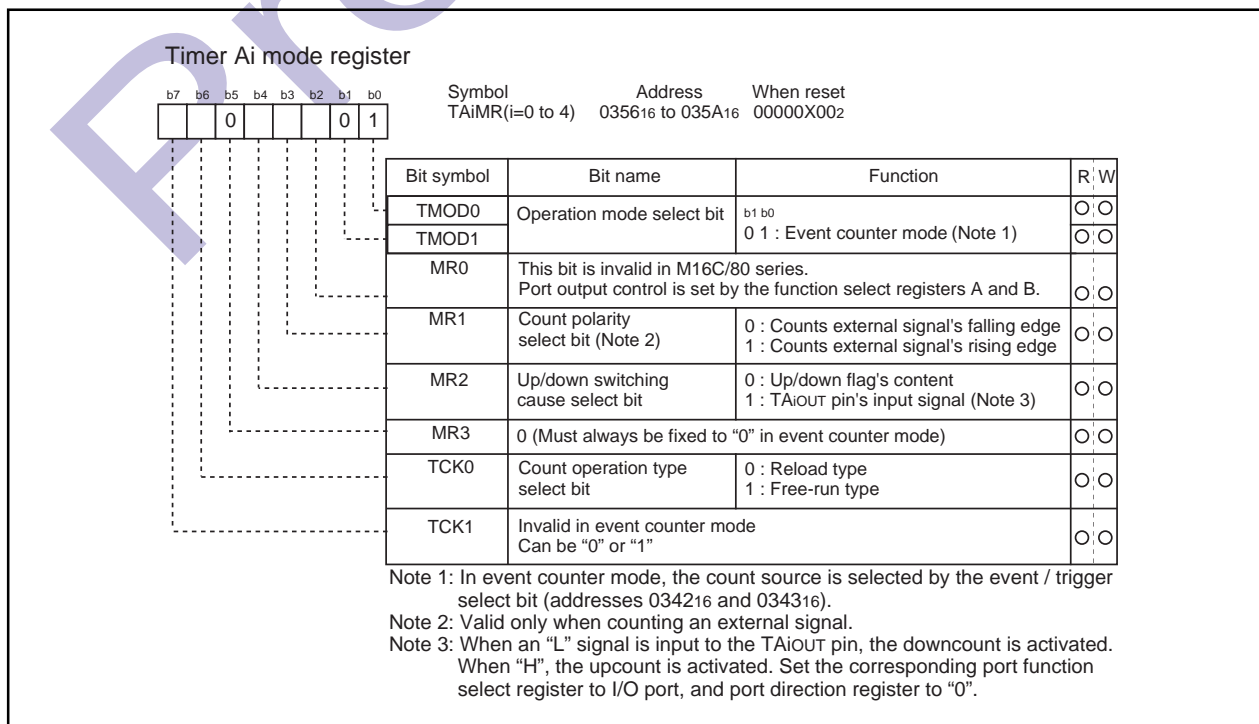 Timer Ai mode register
Symbol Address When reset
TAiMR(i=0 to 4) 035616 to 035A16 00000X002
b7 b6 b5 b4 b3 b2 b1 b0
0 0 1
Bit symbol Bit name Function R W
TMOD0 Operation mode select bit b1 b0
TMOD1 0 1 : Event counter mode (Note 1)
MR0 This bit is invalid in M16C/80 series.
Port output control is set by the function select registers A and B.
MR1 Count polarity 0 : Counts external signal's falling edge
select bit (Note 2) 1 : Counts external signal's rising edge
MR2 Up/down switching 0 : Up/down flag's content
cause select bit 1 : TAiOUT pin's input signal (Note 3)
MR3 0 (Must always be fixed to “0” in event counter mode)
TCK0 Count operation type 0 : Reload type
select bit 1 : Free-run type
TCK1 Invalid in event counter mode
Can be “0” or “1”
Note 1: In event counter mode, the count source is selected by the event / trigger
select bit (addresses 034216 and 034316).
Note 2: Valid only when counting an external signal.
Note 3: When an “L” signal is input to the TAiOUT pin, the downcount is activated.
When “H”, the upcount is activated. Set the corresponding port function
select register to I/O port, and port direction register to “0”.